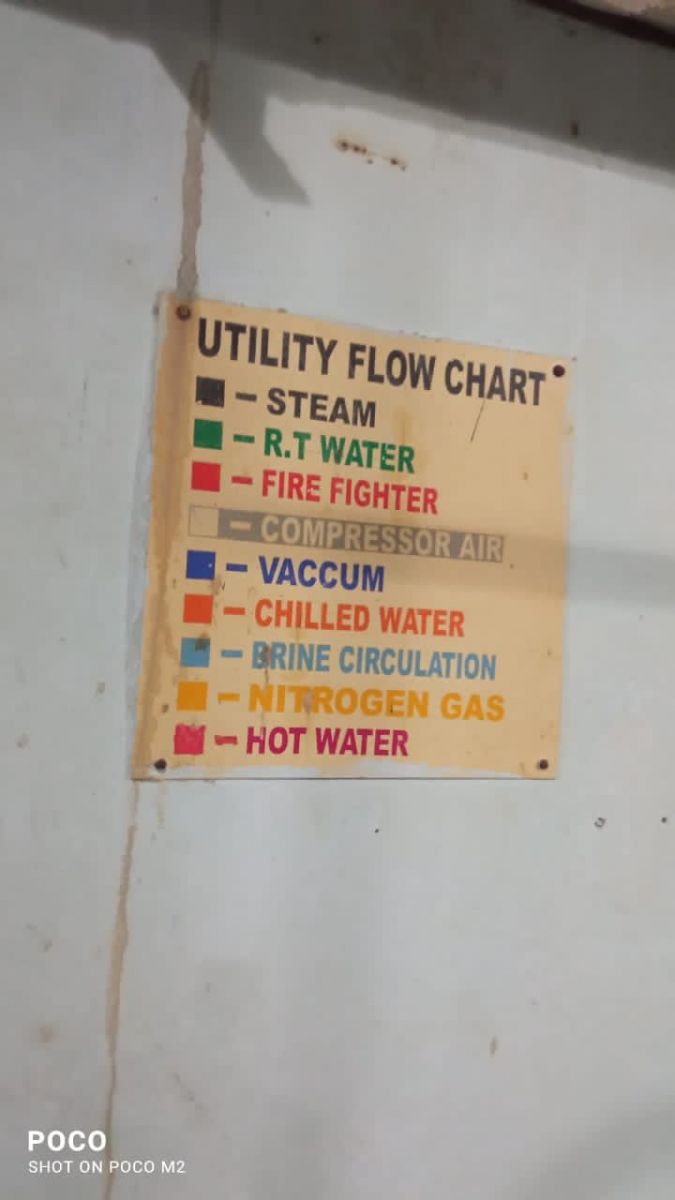 UTILITY FLOW CHART
- STEAM
- R.T WATER
- FIRE FIGHTER
- COMPRESSOR AIR
- VACCUM
- CHILLED WATER
- BRINE CIRCULATION
- NITROGEN GAS
- HOT WATER
POCO
SHOT ON POCO M2